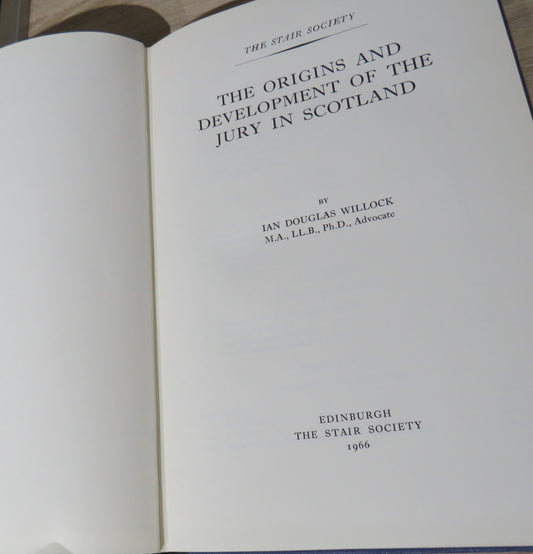 THE STAIR SOCIETY
THE ORIGINS AND
DEVELOPMENT OF THE
JURY IN SCOTLAND
BY
IAN DOUGLAS WILLOCK
M.A., LL.B., Ph.D., Advocate
EDINBURGH
THE STAIR SOCIETY
1966